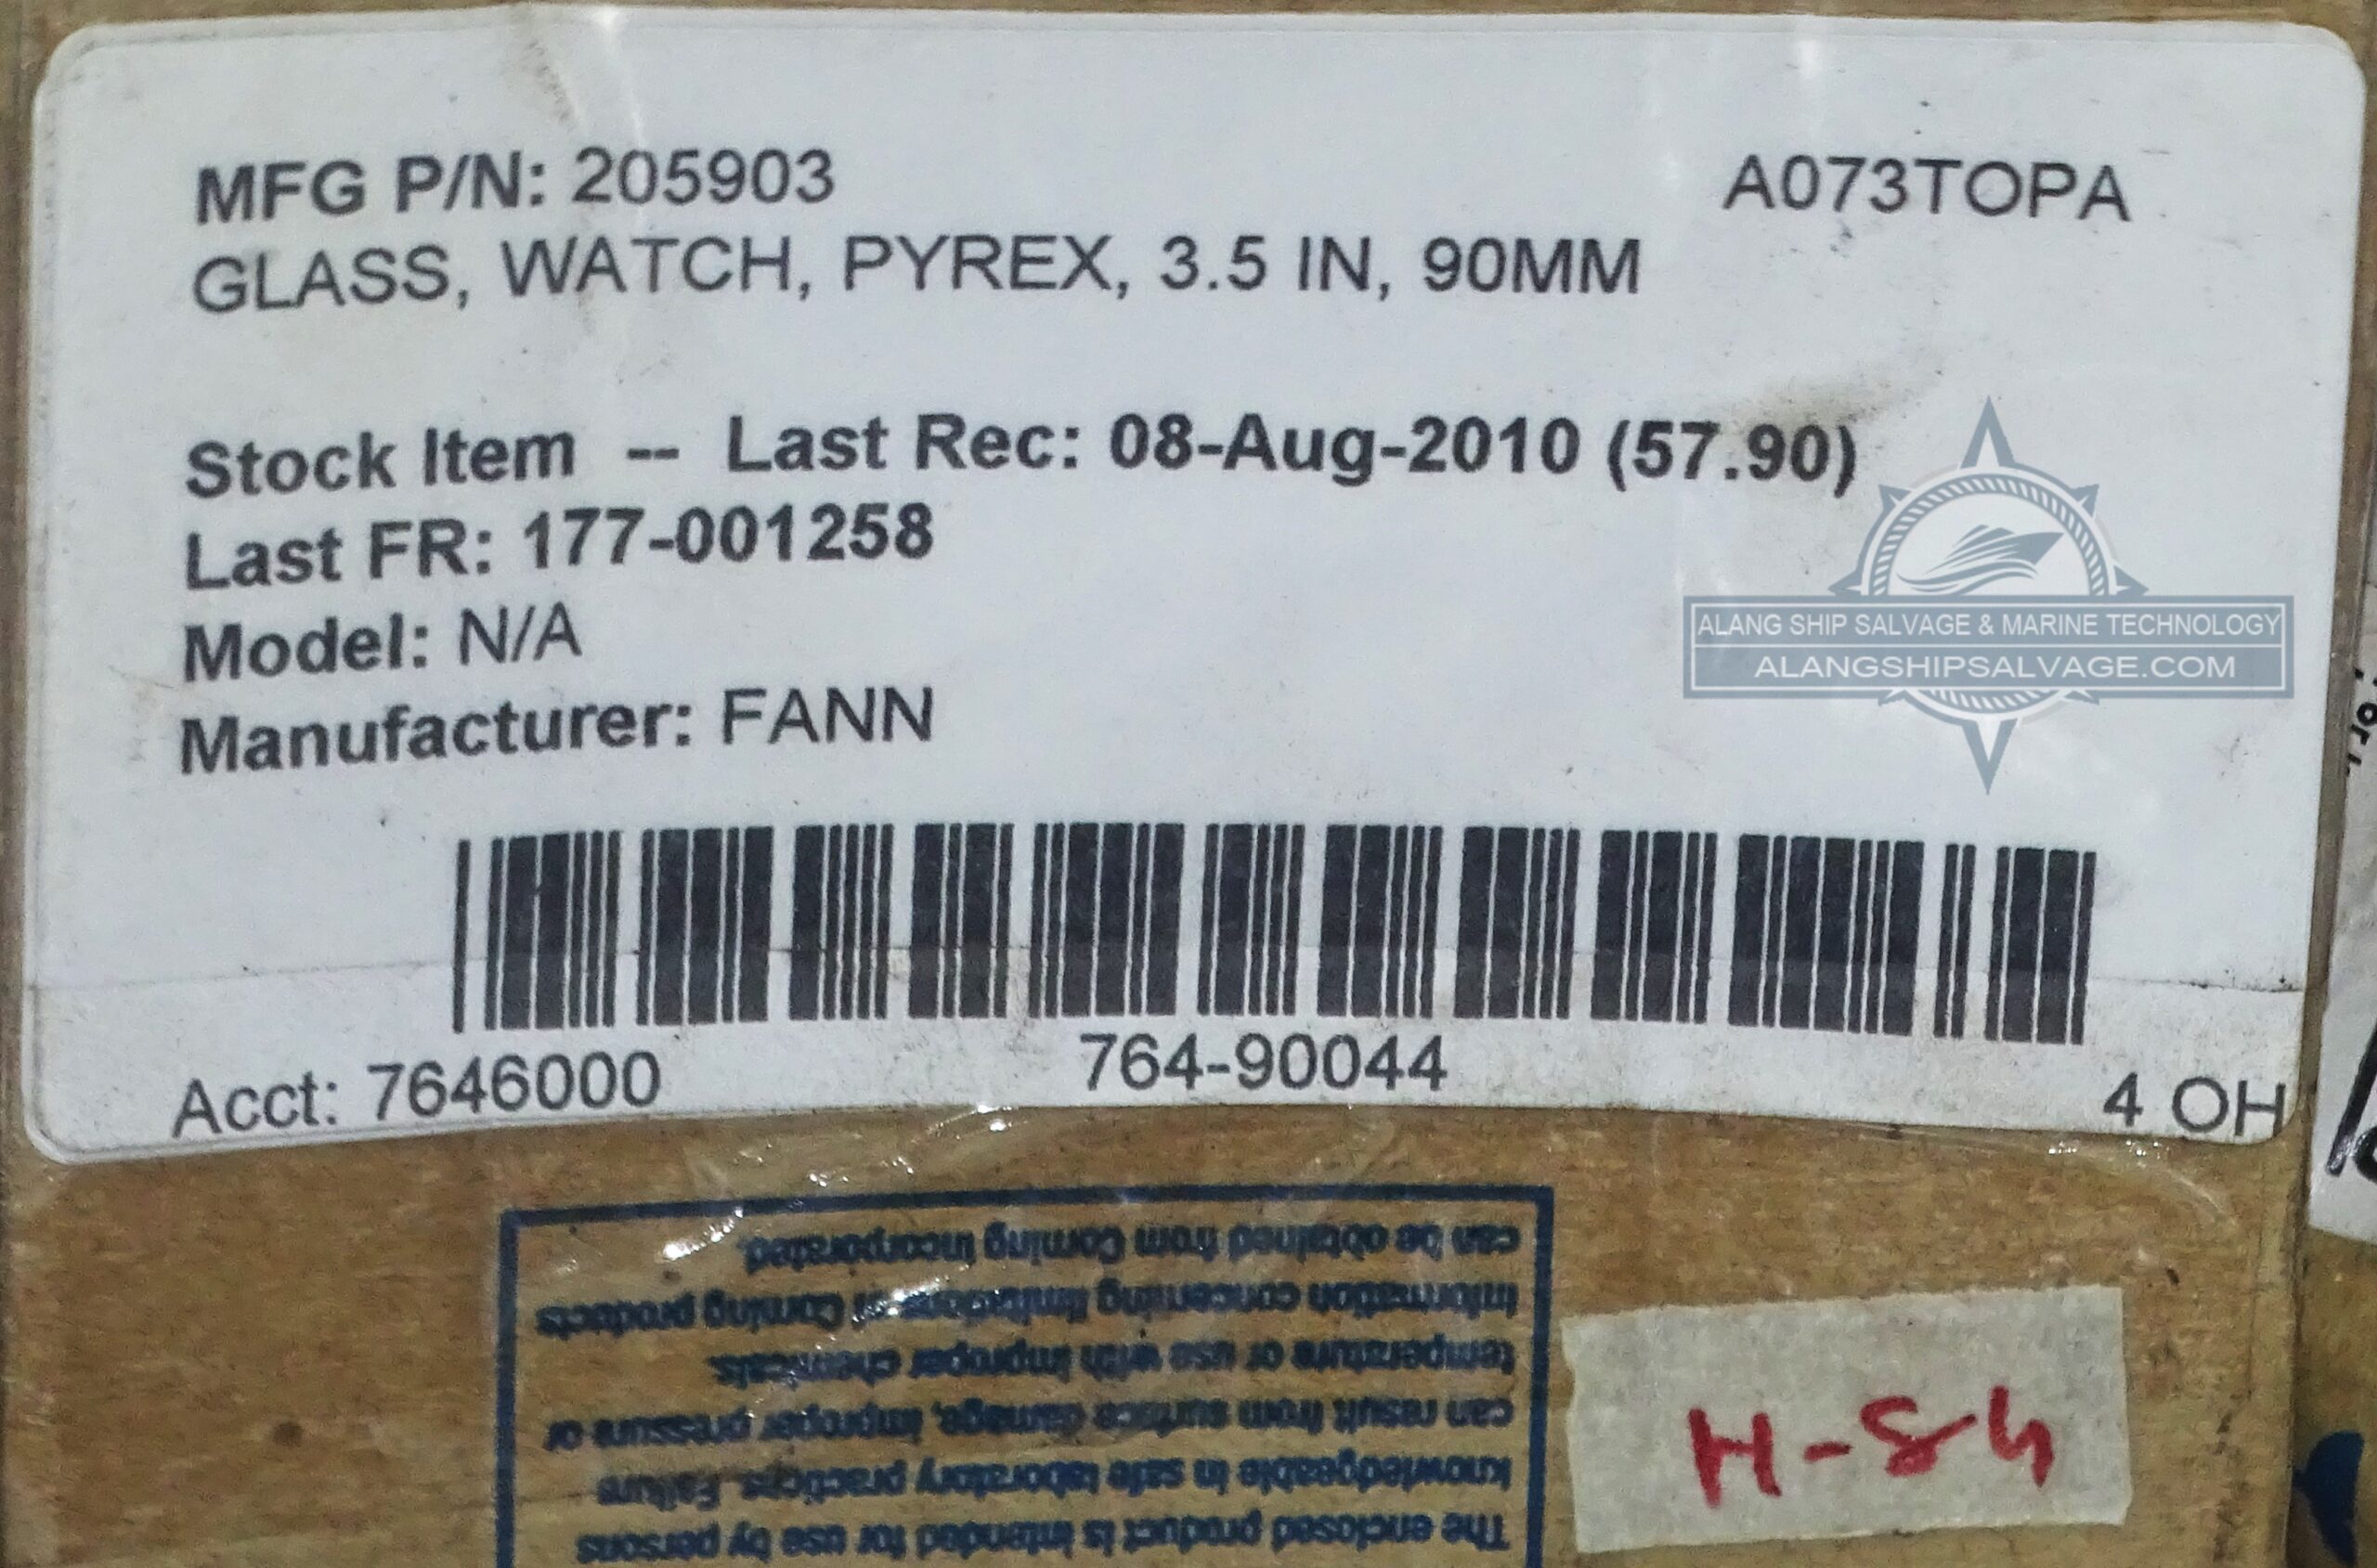 MFG P/N: 205903 A073TOPA
GLASS, WATCH, PYREX, 3.5 IN, 90MM
Stock Item -- Last Rec: 08-Aug-2010 (57.90)
Last FR: 177-001258
Model: N/A
Manufacturer: FANN
ALANG SHIP SALVAGE & MARINE TECHNOLOGY
ALANGSHIPSALVAGE.COM
764-90044
Acct: 7646000
4 OH
The enclosed product is intended for use by persons
knowledgeable in safe laboratory practices. Failure
can result from surface damage, improper pressure or
temperature or use with improper chemicals.
Information concerning limitations of Corning products
can be obtained from Corning Incorporated.
H-84